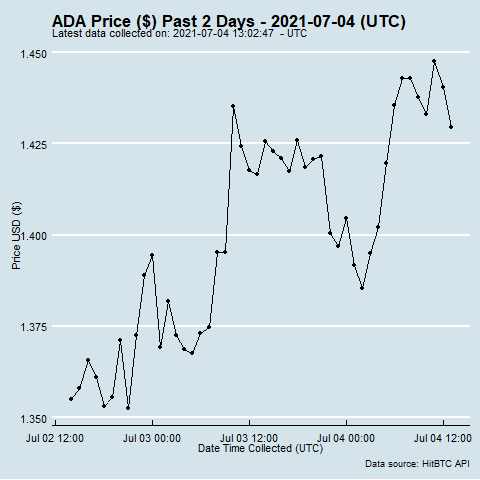 ADA Price ($) Past 2 Days - 2021-07-04 (UTC)
Latest data collected on: 2021-07-04 13:02:47 - UTC
1.450
1.425
1.400
1.375
1.350
Price USD ($)
Jul 02 12:00 Jul 03 00:00 Jul 03 12:00 Jul 04 00:00 Jul 04 12:00
Date Time Collected (UTC)
Data source: HitBTC API